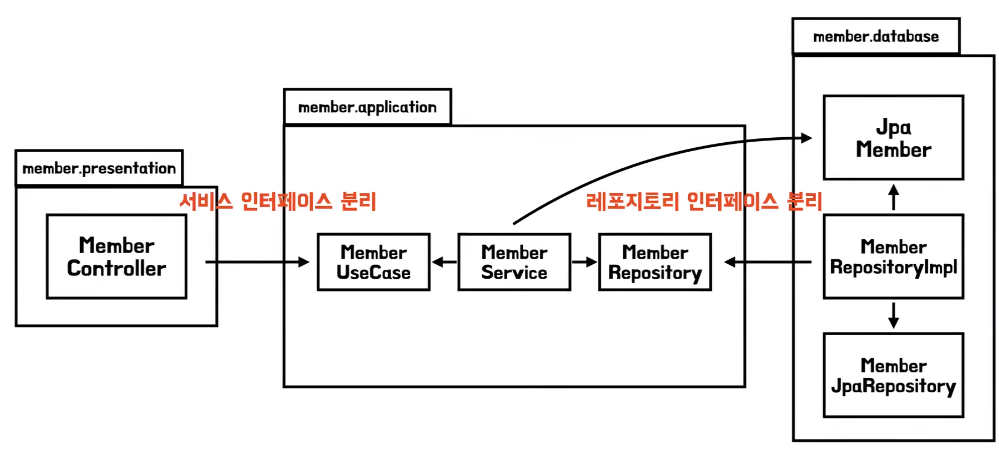 member.database
member.application
Jpa
Member
member.presentation
서비스 인터페이스 분리
레포지토리 인터페이스 분리
Member
Controller
Member
UseCase
Member
Service
Member
Repository
Member
RepositoryImpl
Member
JpaRepository